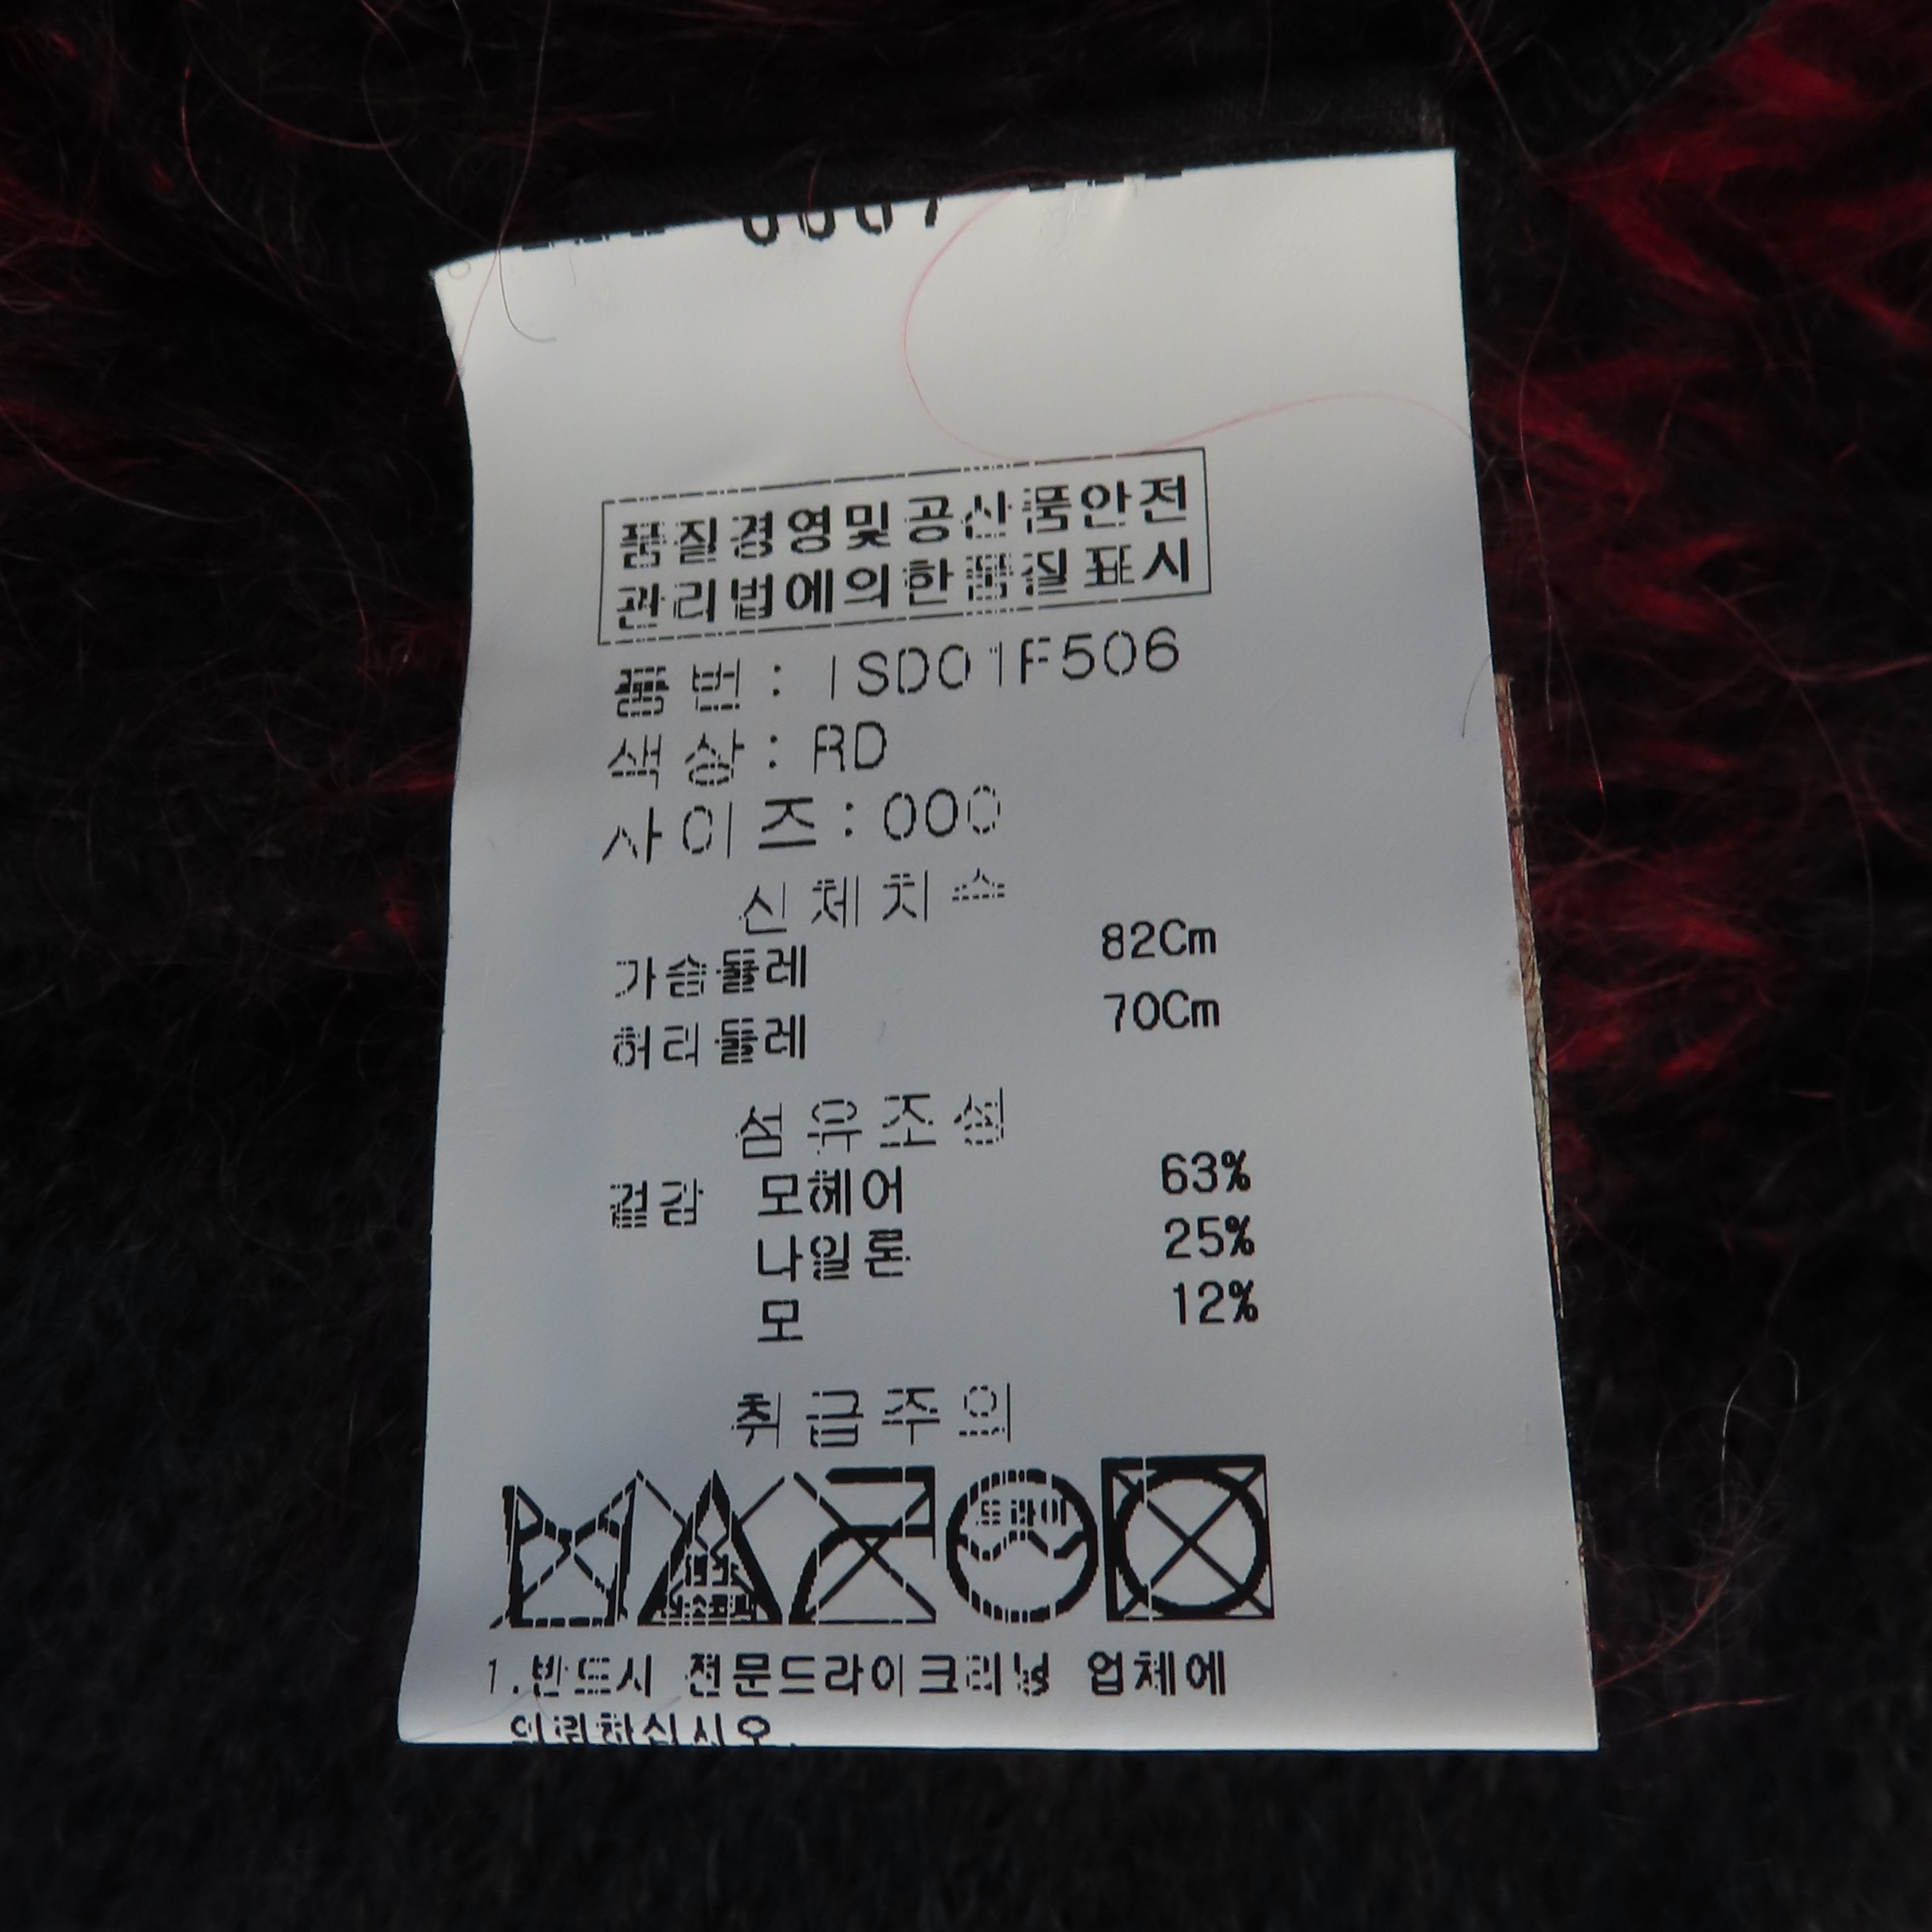 품질경영및공산품안전
관리법에의한품질표시
품 번 : ISD01F506
색 상 : RD
사 이 즈 : 000
신 체 치 수
가슴둘레 82Cm
허리둘레 70Cm
섬 유 조 성
겉감 모헤어 63%
나일론 25%
모 12%
취 급 주 의
드라이
1.반드시 전문드라이크리닝 업체에
의뢰하십시오.